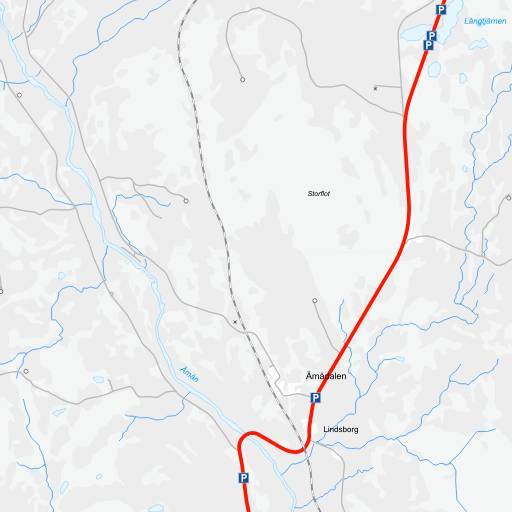 P
Långtjärnen
P
P
Storflot
Åmån
Åmådalen
P
Lindsborg
P